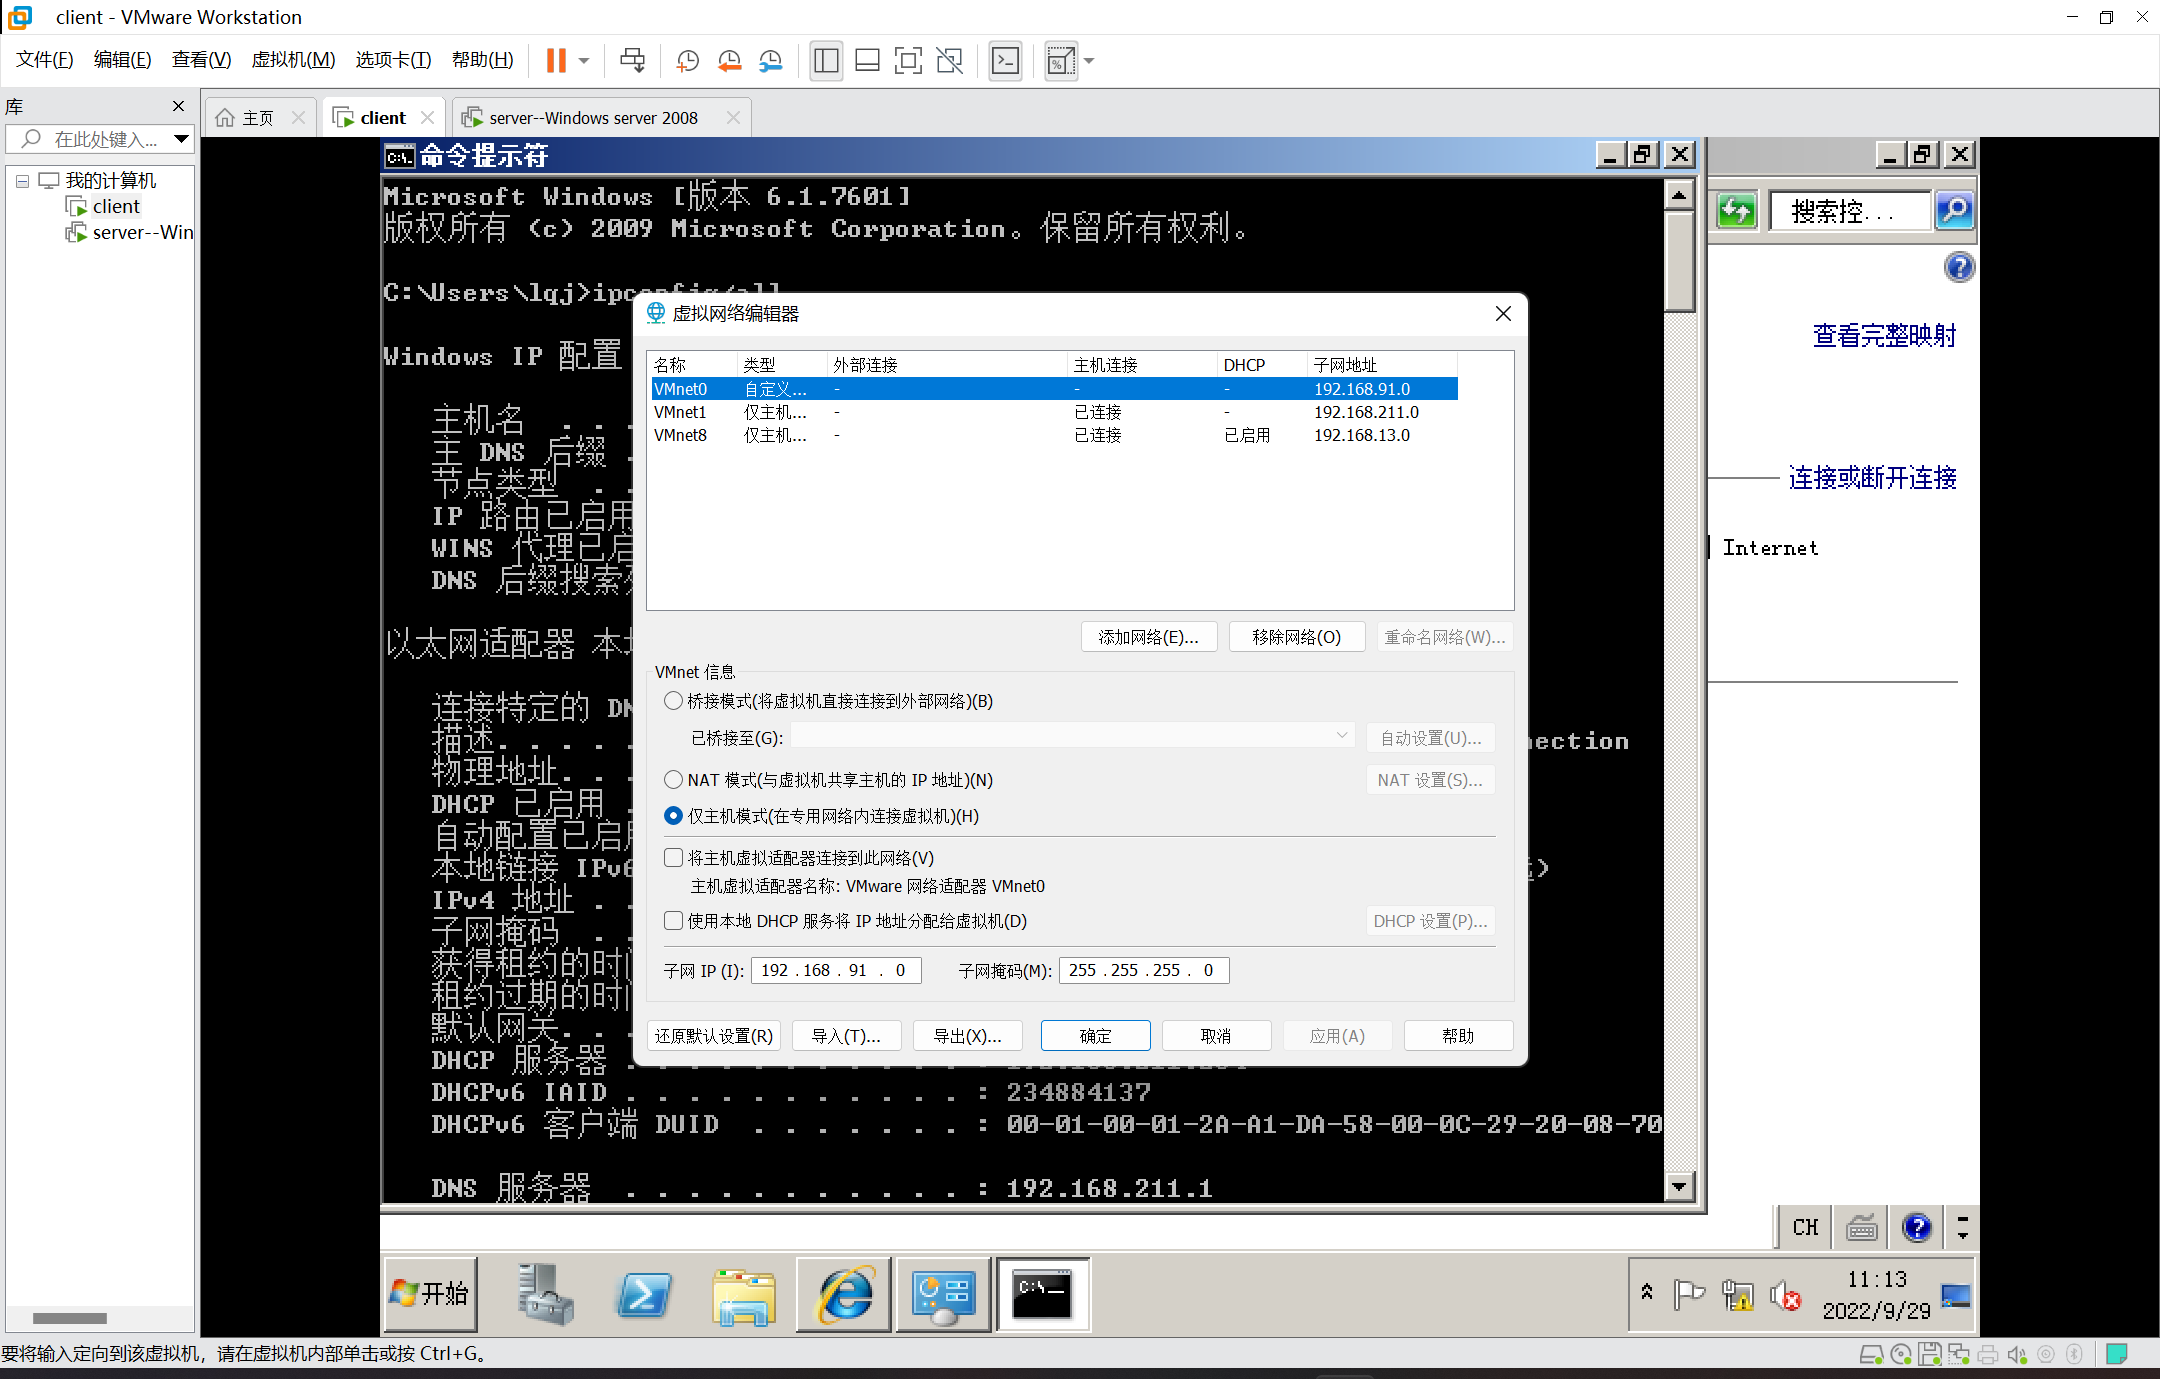 client - VMware Workstation
文件(F) 编辑(E) 查看(V) 虚拟机(M) 选项卡(T) 帮助(H)
库
在此处键入...
我的计算机
client
server--Win
主页
client
server--Windows server 2008
命令提示符
Microsoft Windows [版本 6.1.7601]
版权所有 (c) 2009 Microsoft Corporation。保留所有权利。
C:\Users\lqj>ipconfig/all
Windows IP 配置
主机名 . . .
主 DNS 后缀 .
节点类型 . .
IP 路由已启用
WINS 代理已启
DNS 后缀搜索
以太网适配器 本
连接特定的 DN
描述. . . . .
nection
物理地址. . .
DHCP 已启用 .
自动配置已启用
本地链接 IPv6
IPv4 地址 . .
子网掩码 . .
获得租约的时间
租约过期的时间
默认网关. . .
DHCP 服务器 . . . . . . . . . . . :
DHCPv6 IAID . . . . . . . . . . . : 234884137
DHCPv6 客户端 DUID . . . . . . . : 00-01-00-01-2A-A1-DA-58-00-0C-29-20-08-70
DNS 服务器 . . . . . . . . . . . : 192.168.211.1
虚拟网络编辑器
名称 类型 外部连接 主机连接 DHCP 子网地址
VMnet0 自定义... - - - 192.168.91.0
VMnet1 仅主机... - 已连接 - 192.168.211.0
VMnet8 仅主机... - 已连接 已启用 192.168.13.0
添加网络(E)... 移除网络(O) 重命名网络(W)...
VMnet 信息
桥接模式(将虚拟机直接连接到外部网络)(B)
已桥接至(G): 自动设置(U)...
NAT 模式(与虚拟机共享主机的 IP 地址)(N) NAT 设置(S)...
仅主机模式(在专用网络内连接虚拟机)(H)
将主机虚拟适配器连接到此网络(V)
主机虚拟适配器名称: VMware 网络适配器 VMnet0
使用本地 DHCP 服务将 IP 地址分配给虚拟机(D) DHCP 设置(P)...
子网 IP (I): 192 . 168 . 91 . 0 子网掩码(M): 255 . 255 . 255 . 0
还原默认设置(R) 导入(T)... 导出(X)... 确定 取消 应用(A) 帮助
搜索控...
查看完整映射
连接或断开连接
Internet
CH
开始
11:13
2022/9/29
要将输入定向到该虚拟机，请在虚拟机内部单击或按 Ctrl+G。